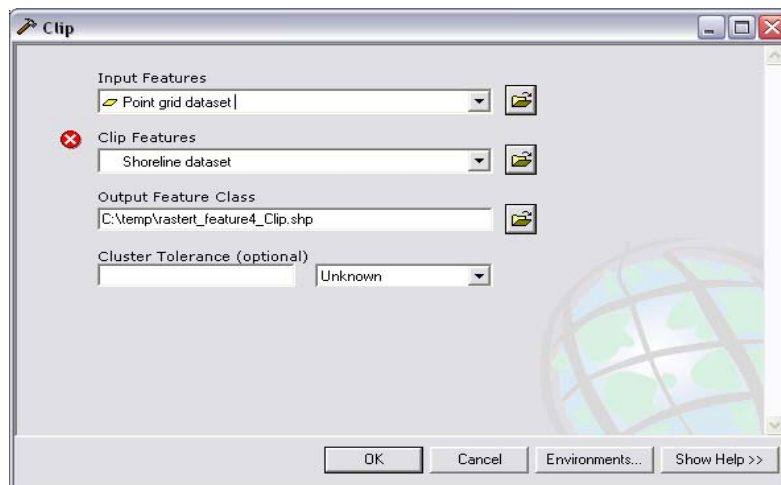 Clip
Input Features
Point grid dataset
Clip Features
Shoreline dataset
Output Feature Class
C:\temp\rastert_feature4_Clip.shp
Cluster Tolerance (optional)
Unknown
OK
Cancel
Environments...
Show Help >>